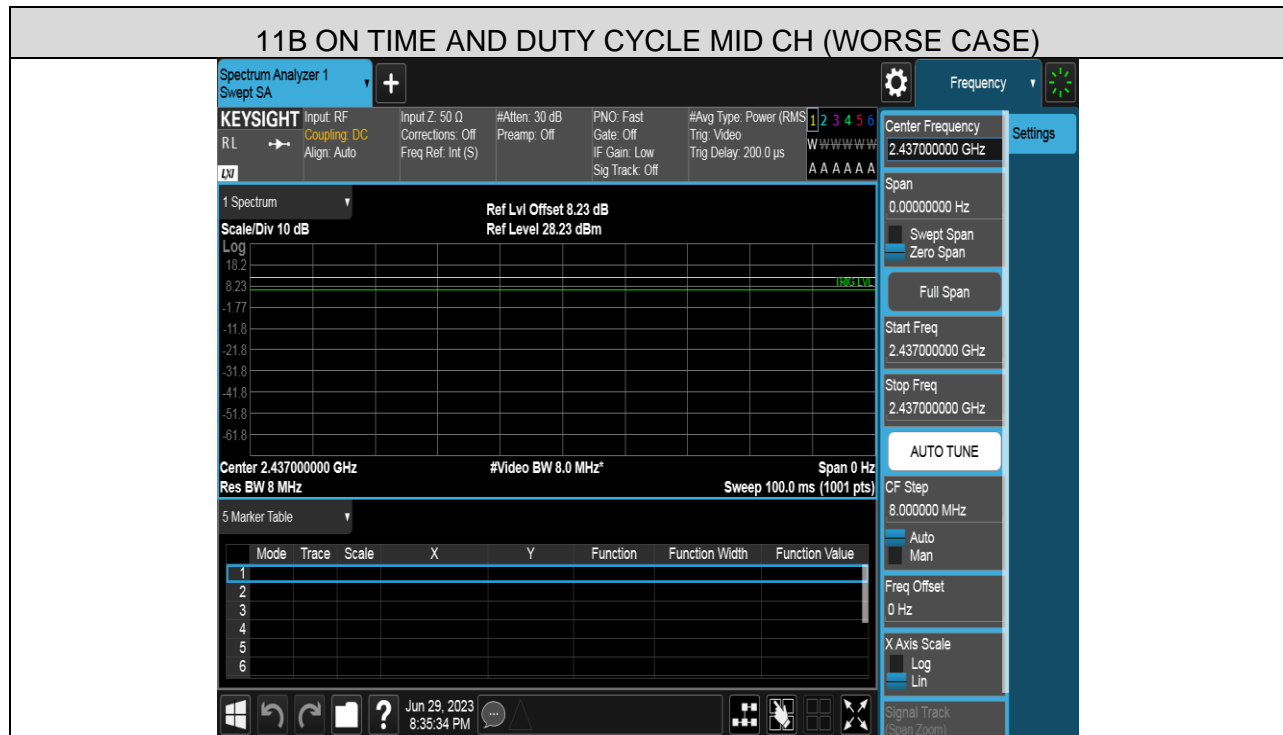 11B ON TIME AND DUTY CYCLE MID CH (WORSE CASE)
Spectrum Analyzer 1
Swept SA
+
Frequency
KEYSIGHT
RL
LXI
Input: RF
Coupling: DC
Align: Auto
Input Z: 50 Ω
Corrections: Off
Freq Ref: Int (S)
#Atten: 30 dB
Preamp: Off
PNO: Fast
Gate: Off
IF Gain: Low
Sig Track: Off
#Avg Type: Power (RMS
Trig: Video
Trig Delay: 200.0 µs
1 2 3 4 5 6
W W W W W W
A A A A A A
Center Frequency
2.437000000 GHz
Settings
Span
0.00000000 Hz
Swept Span
Zero Span
Full Span
Start Freq
2.437000000 GHz
Stop Freq
2.437000000 GHz
AUTO TUNE
CF Step
8.000000 MHz
Auto
Man
Freq Offset
0 Hz
X Axis Scale
Log
Lin
Signal Track
(Span Zoom)
1 Spectrum
Scale/Div 10 dB
Ref Lvl Offset 8.23 dB
Ref Level 28.23 dBm
Log
18.2
8.23
TRIG LVL
-1.77
-11.8
-21.8
-31.8
-41.8
-51.8
-61.8
Center 2.437000000 GHz
#Video BW 8.0 MHz*
Span 0 Hz
Res BW 8 MHz
Sweep 100.0 ms (1001 pts)
5 Marker Table
Mode Trace Scale X Y Function Function Width Function Value
1
2
3
4
5
6
?
Jun 29, 2023
8:35:34 PM